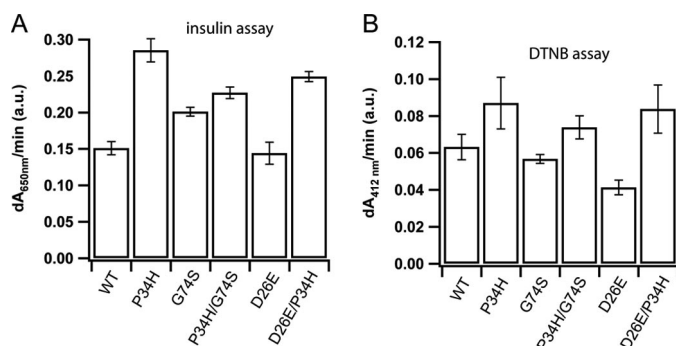 A
insulin assay
dA650nm/min (a.u.)
0.30
0.25
0.20
0.15
0.10
0.05
0.00
WT
P34H
G74S
P34H/G74S
D26E
D26E/P34H
B
DTNB assay
dA412 nm/min (a.u.)
0.12
0.10
0.08
0.06
0.04
0.02
0.00
WT
P34H
G74S
P34H/G74S
D26E
D26E/P34H